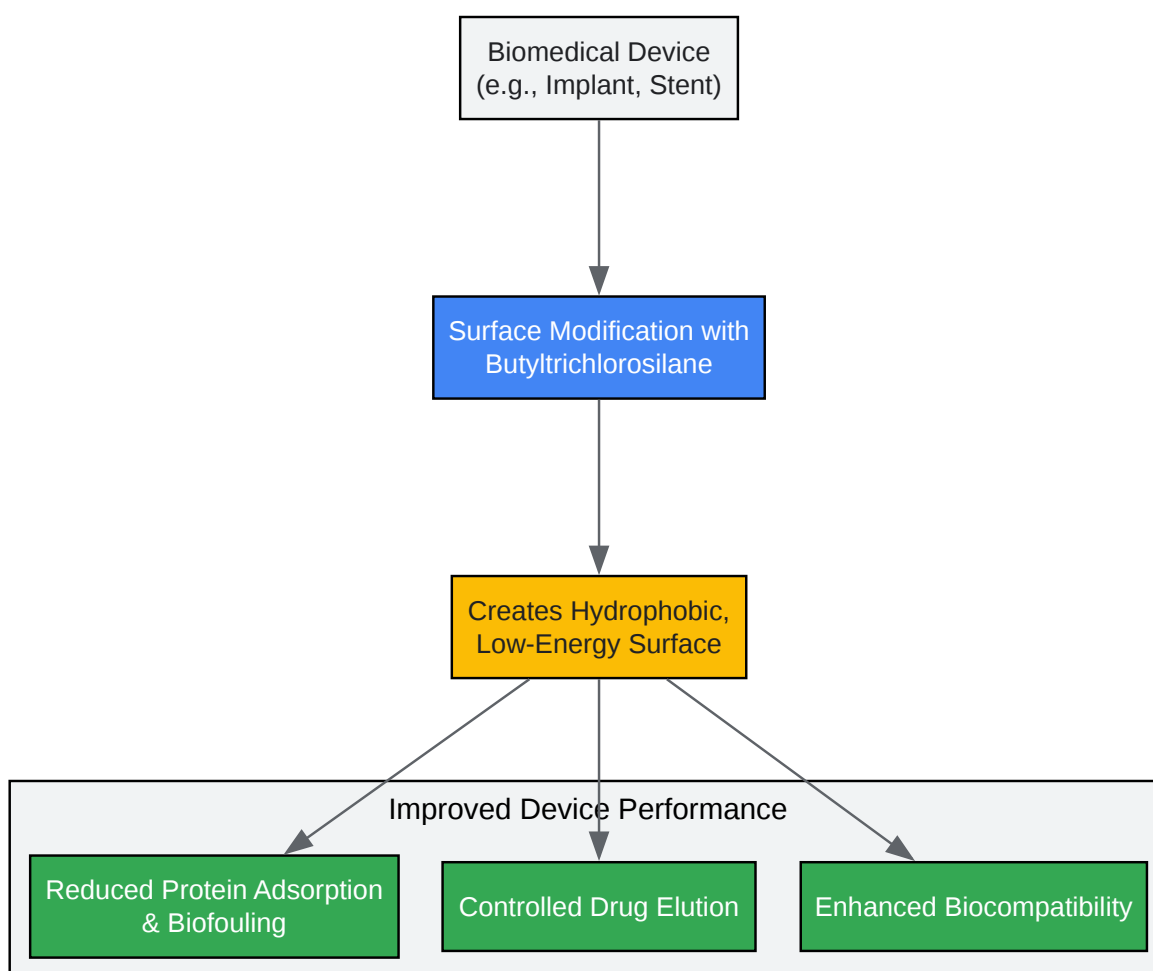 Biomedical Device
(e.g., Implant, Stent)
Surface Modification with
Butyltrichlorosilane
Creates Hydrophobic,
Low-Energy Surface
Improved Device Performance
Reduced Protein Adsorption
& Biofouling
Controlled Drug Elution
Enhanced Biocompatibility